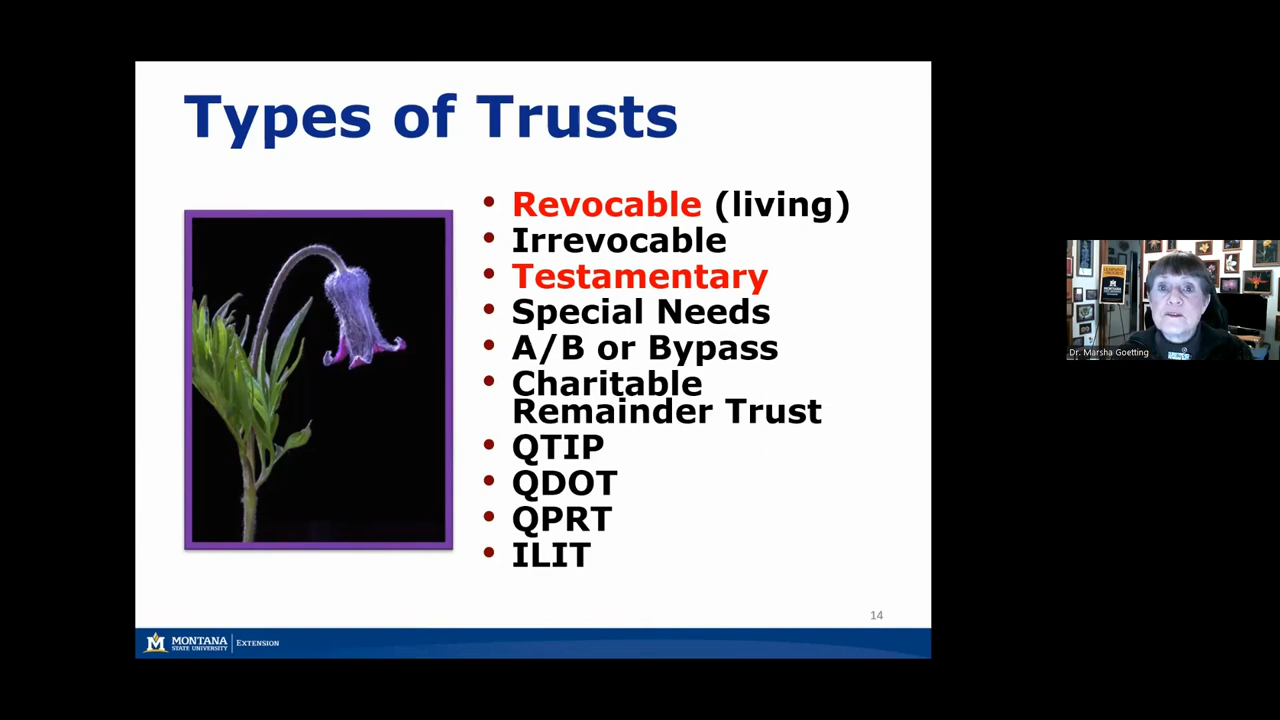 Types of Trusts
• Revocable (living)
• Irrevocable
• Testamentary
• Special Needs
• A/B or Bypass
• Charitable
Remainder Trust
• QTIP
• QDOT
• QPRT
• ILIT
14
M MONTANA
STATE UNIVERSITY
EXTENSION
Dr. Marsha Goetting